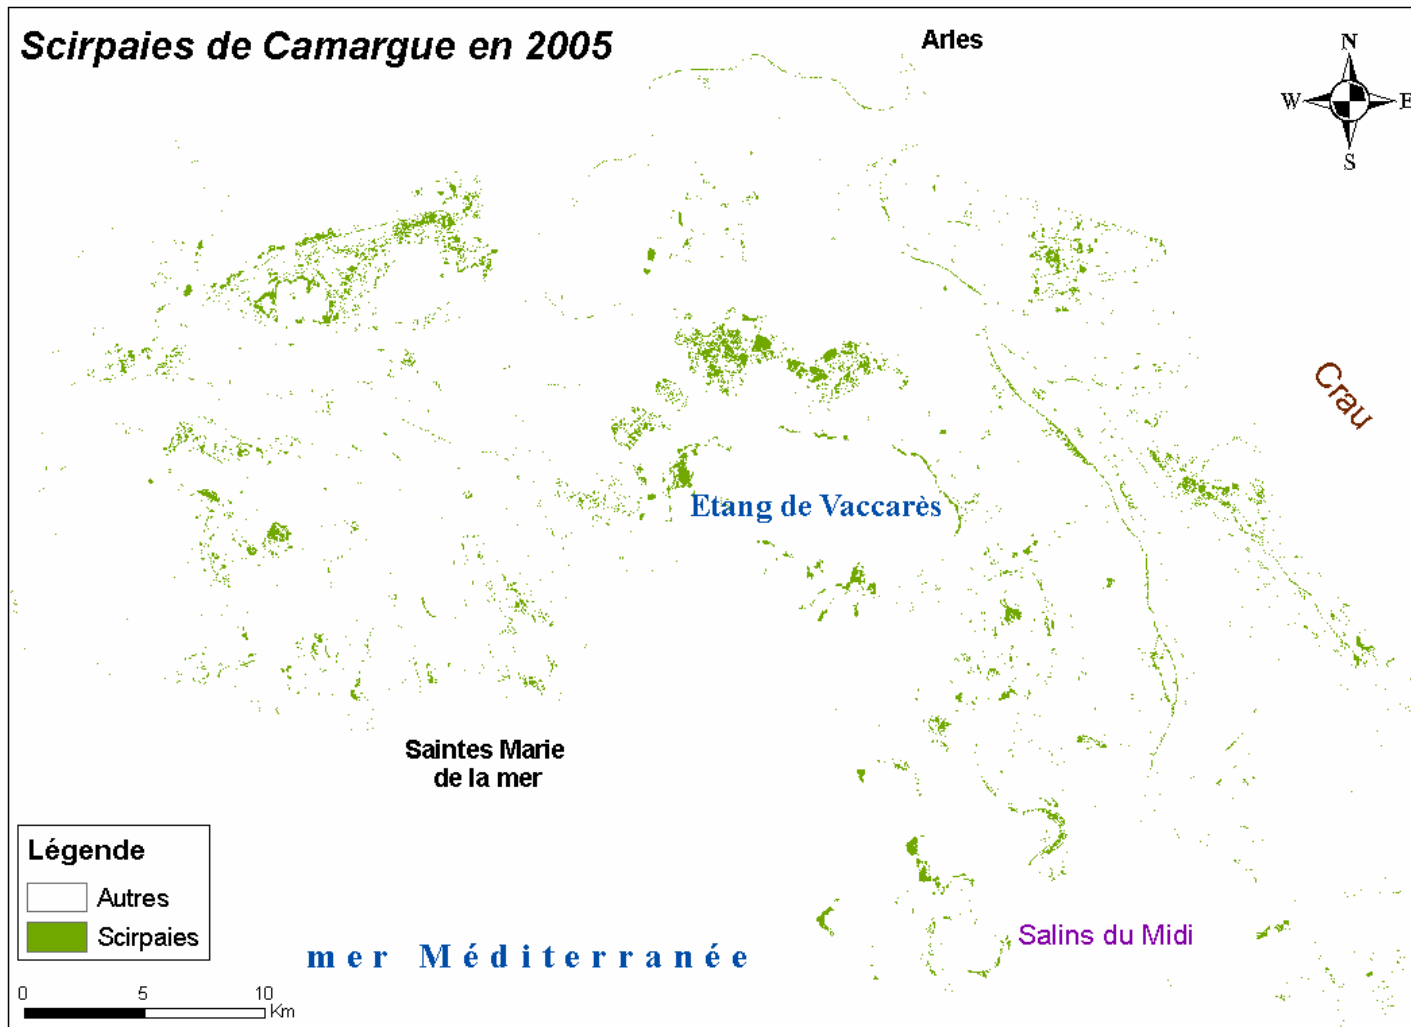 Scirpaies de Camargue en 2005
Arles
N
W E
S
Crau
Etang de Vaccarès
Saintes Marie
de la mer
Légende
Autres
Scirpaies
Salins du Midi
mer Méditerranée
0 5 10
Km